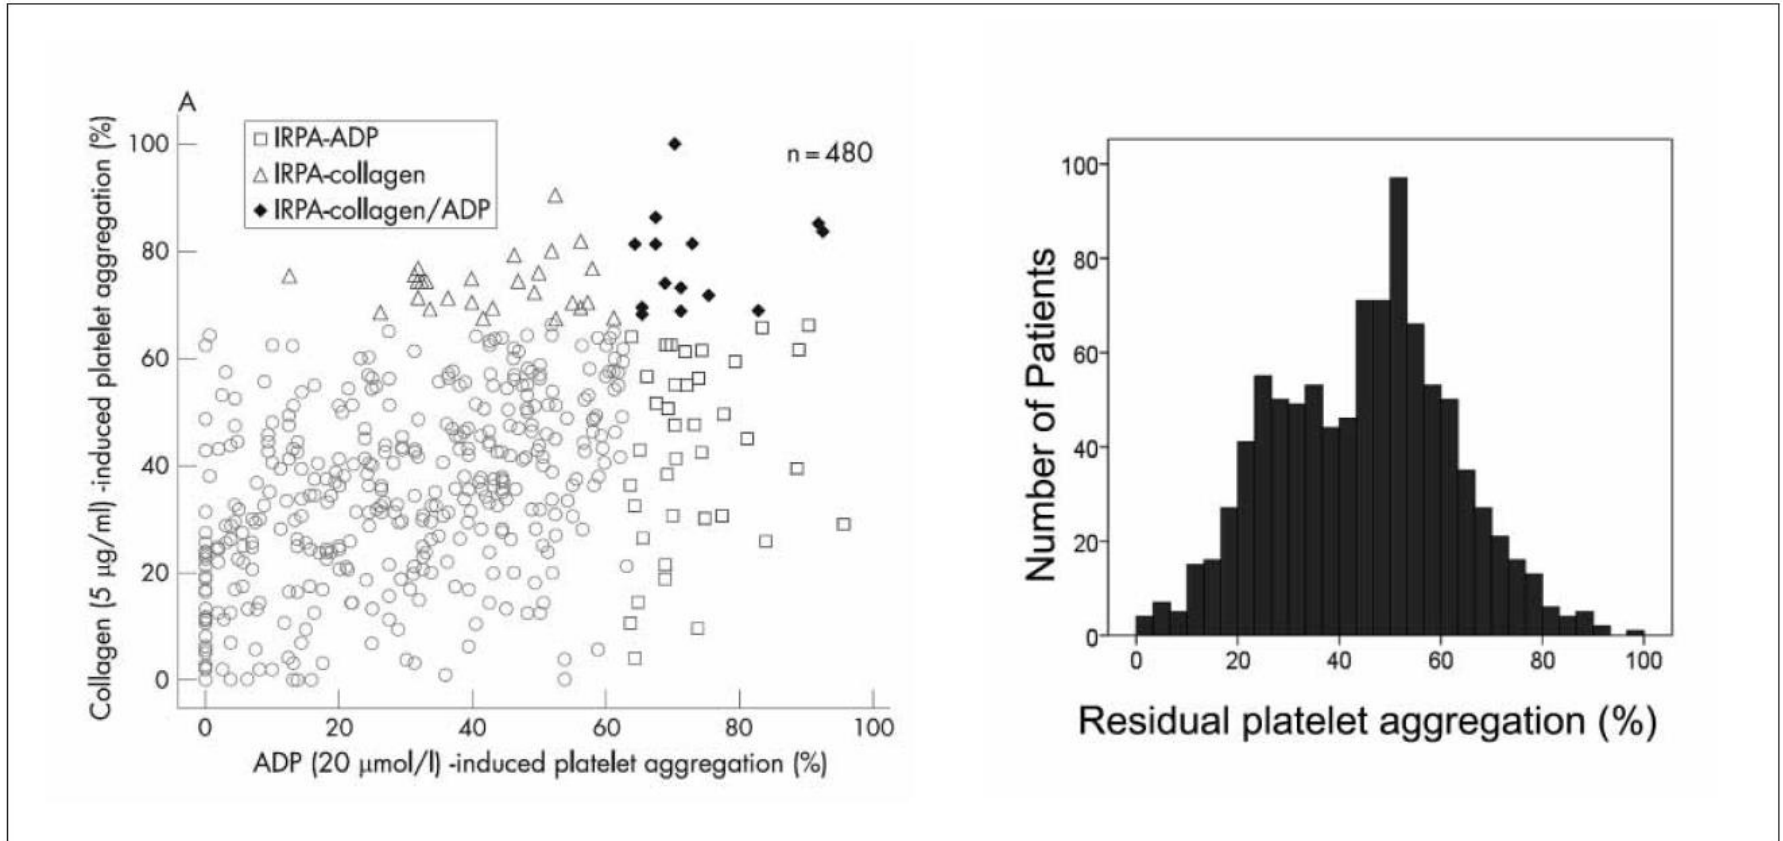 A
IRPA-ADP
IRPA-collagen
IRPA-collagen/ADP
n = 480
Collagen (5 μg/ml) -induced platelet aggregation (%)
100
80
60
40
20
0
0 20 40 60 80 100
ADP (20 μmol/l) -induced platelet aggregation (%)
Number of Patients
100
80
60
40
20
0
0 20 40 60 80 100
Residual platelet aggregation (%)